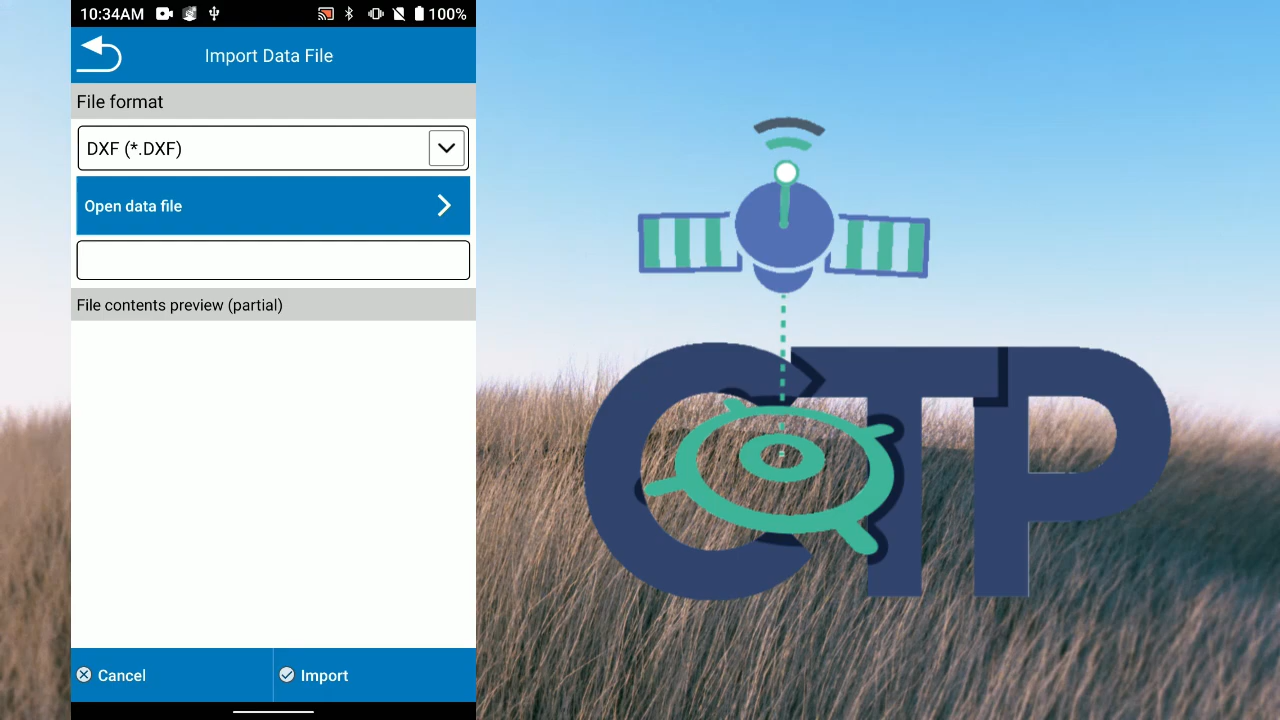 10:34AM 100%
Import Data File
File format
DXF (*.DXF)
Open data file
File contents preview (partial)
Cancel Import
CTP